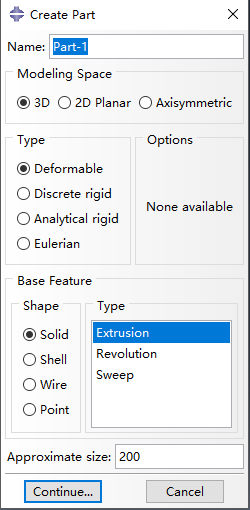 Create Part
Name: Part-1
Modeling Space
3D 2D Planar Axisymmetric
Type Options
Deformable
Discrete rigid
None available
Analytical rigid
Eulerian
Base Feature
Shape Type
Solid Extrusion
Shell Revolution
Wire Sweep
Point
Approximate size: 200
Continue... Cancel